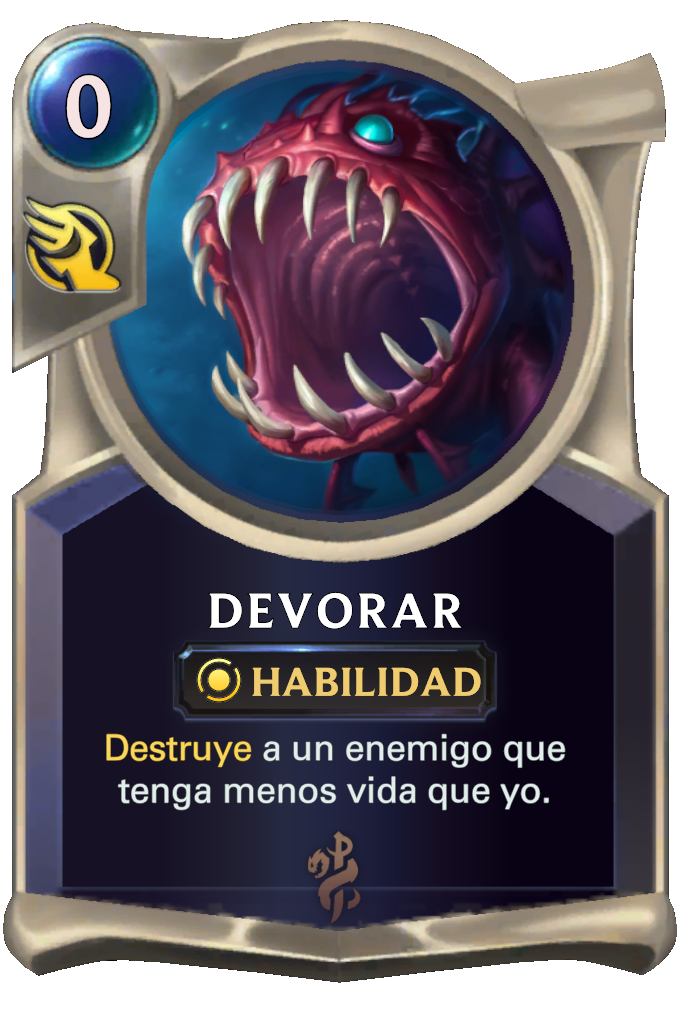 0
DEVORAR
HABILIDAD
Destruye a un enemigo que
tenga menos vida que yo.